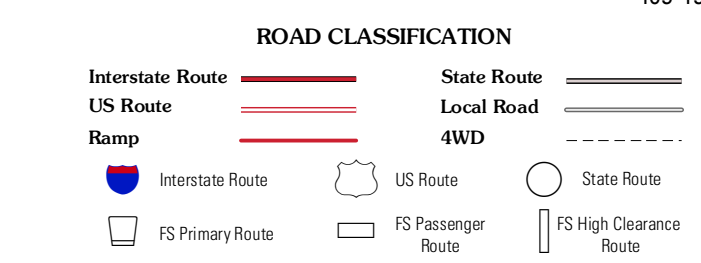 ROAD CLASSIFICATION
Interstate Route State Route
US Route Local Road
Ramp 4WD
Interstate Route US Route State Route
FS Primary Route FS Passenger Route FS High Clearance Route